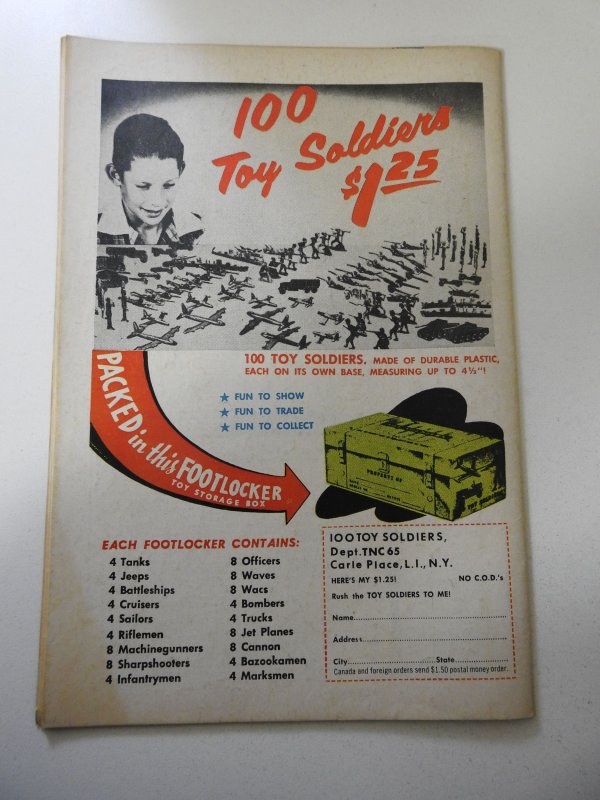 100
Toy Soldiers
$1.25
100 TOY SOLDIERS, MADE OF DURABLE PLASTIC,
EACH ON ITS OWN BASE, MEASURING UP TO 4½"!
★ FUN TO SHOW
★ FUN TO TRADE
★ FUN TO COLLECT
PACKED in this FOOTLOCKER
TOY STORAGE BOX
PROPERTY OF
EACH FOOTLOCKER CONTAINS:
4 Tanks
4 Jeeps
4 Battleships
4 Cruisers
4 Sailors
4 Riflemen
8 Machinegunners
8 Sharpshooters
4 Infantrymen
8 Officers
8 Waves
8 Wacs
4 Bombers
4 Trucks
8 Jet Planes
8 Cannon
4 Bazookamen
4 Marksmen
100 TOY SOLDIERS,
Dept. TNC 65
Carle Place, L.I., N.Y.
HERE'S MY $1.25! NO C.O.D.'s
Rush the TOY SOLDIERS TO ME!
Name
Address
City State
Canada and foreign orders send $1.50 postal money order.